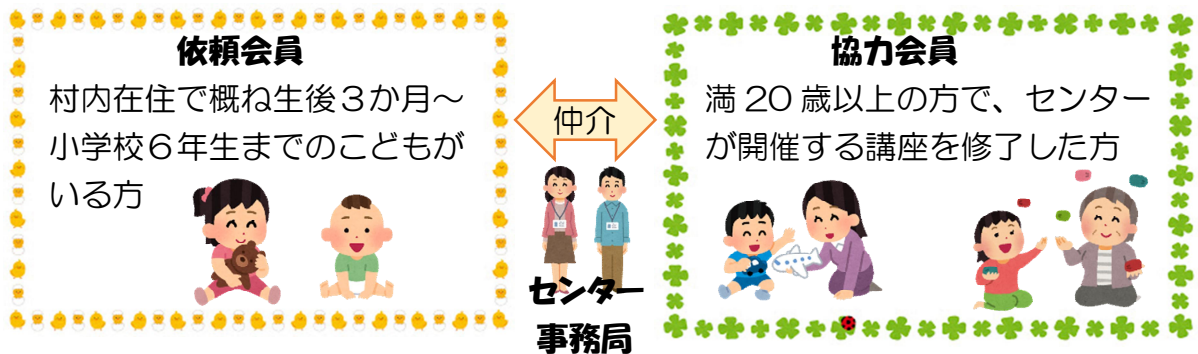 依頼会員
村内在住で概ね生後３か月～
小学校６年生までのこどもが
いる方
仲介
センター
事務局
協力会員
満 20 歳以上の方で、センター
が開催する講座を修了した方